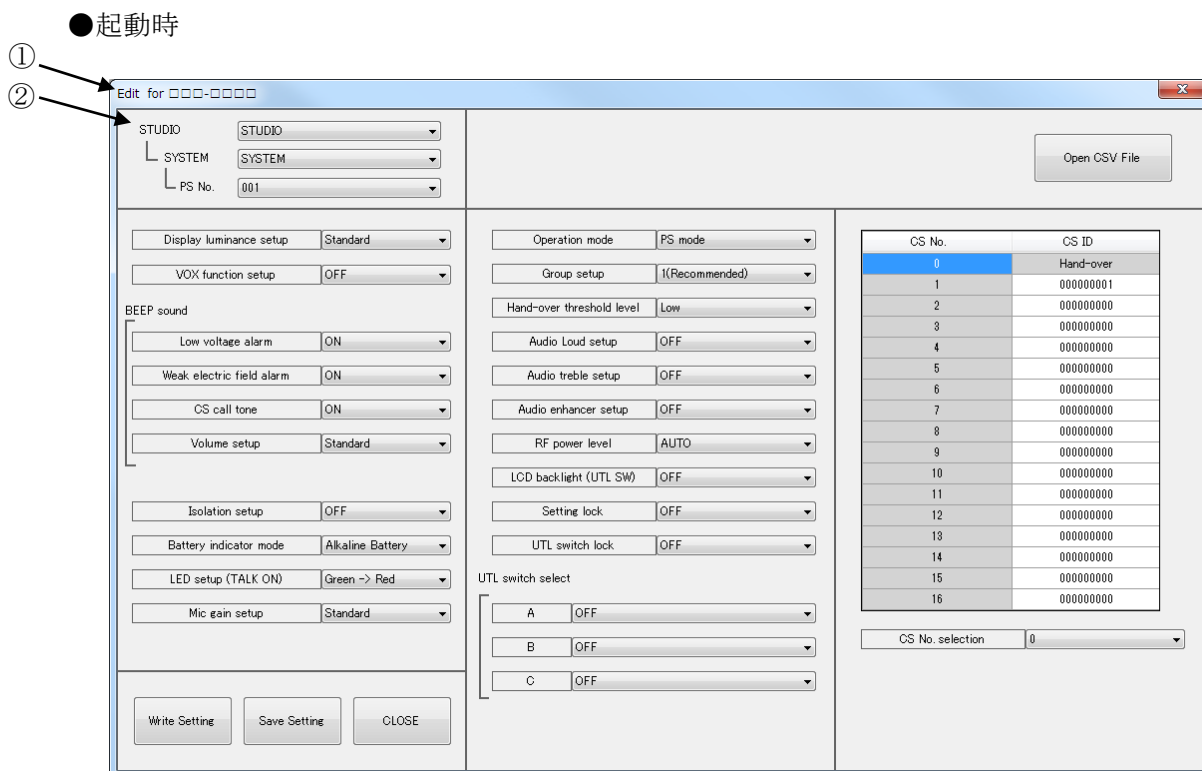 ●起動時
①
②
Edit for □□□-□□□□
STUDIO STUDIO
SYSTEM SYSTEM
PS No. 001
Open CSV File
Display luminance setup Standard
VOX function setup OFF
BEEP sound
Low voltage alarm ON
Weak electric field alarm ON
CS call tone ON
Volume setup Standard
Isolation setup OFF
Battery indicator mode Alkaline Battery
LED setup (TALK ON) Green -> Red
Mic gain setup Standard
Write Setting Save Setting CLOSE
Operation mode PS mode
Group setup 1(Recommended)
Hand-over threshold level Low
Audio Loud setup OFF
Audio treble setup OFF
Audio enhancer setup OFF
RF power level AUTO
LCD backlight (UTL SW) OFF
Setting lock OFF
UTL switch lock OFF
UTL switch select
A OFF
B OFF
C OFF
CS No. CS ID
0 Hand-over
1 000000001
2 000000000
3 000000000
4 000000000
5 000000000
6 000000000
7 000000000
8 000000000
9 000000000
10 000000000
11 000000000
12 000000000
13 000000000
14 000000000
15 000000000
16 000000000
CS No. selection 0